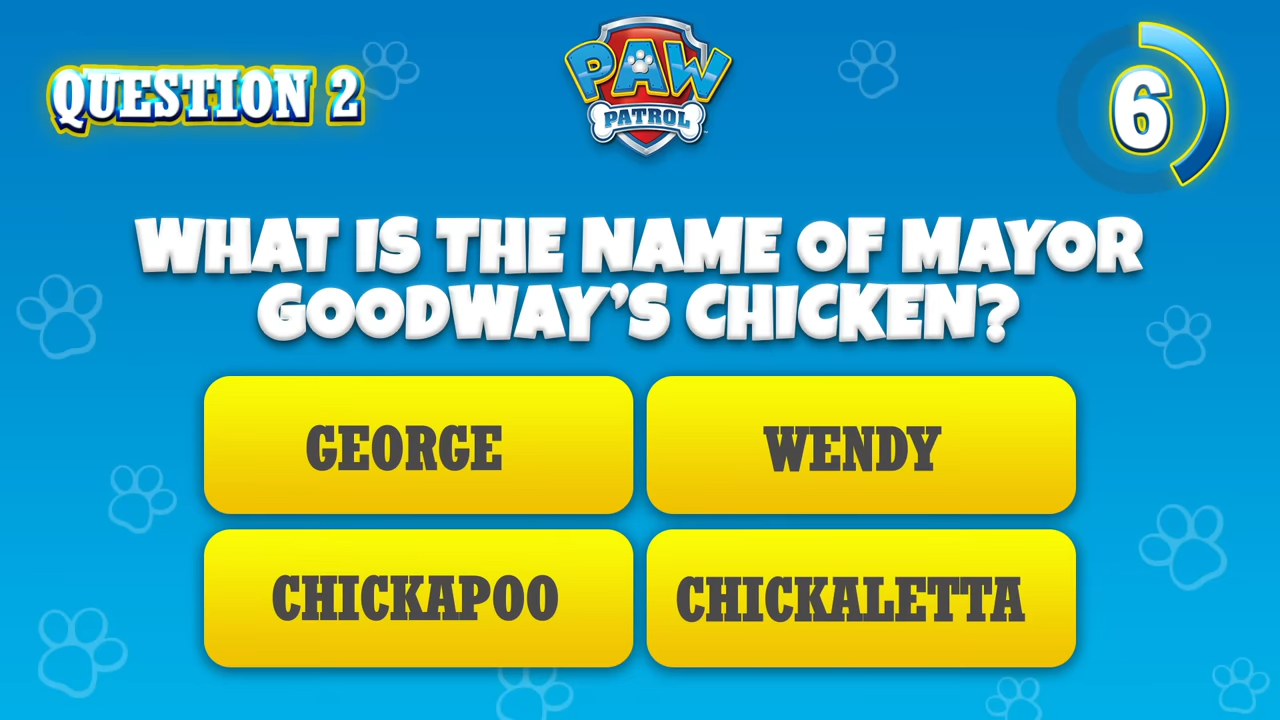 QUESTION 2
PAW
PATROL
6
WHAT IS THE NAME OF MAYOR
GOODWAY'S CHICKEN?
GEORGE
WENDY
CHICKAPOO
CHICKALETTA